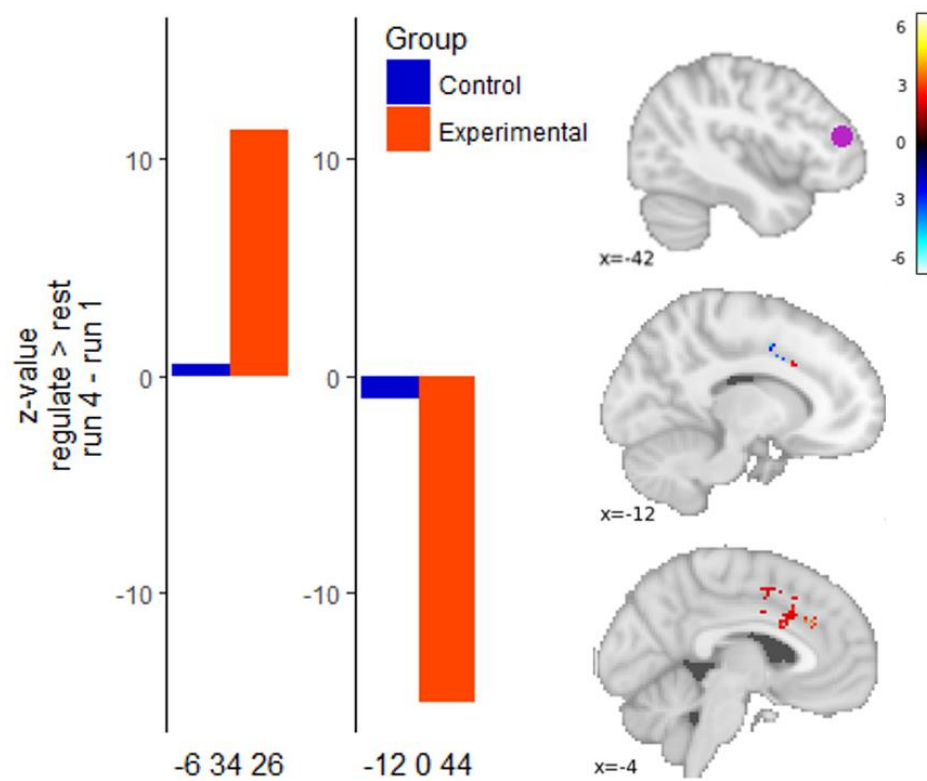 Group
Control
Experimental
10
0
-10
10
0
-10
z-value
regulate > rest
run 4 - run 1
-6 34 26
-12 0 44
6
3
0
3
-6
x=-42
x=-12
x=-4